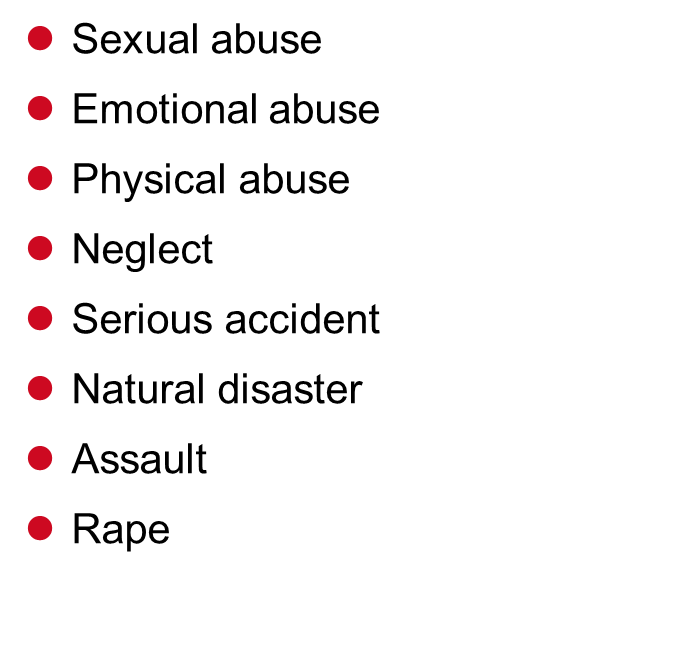 Sexual abuse
Emotional abuse
Physical abuse
Neglect
Serious accident
Natural disaster
Assault
Rape